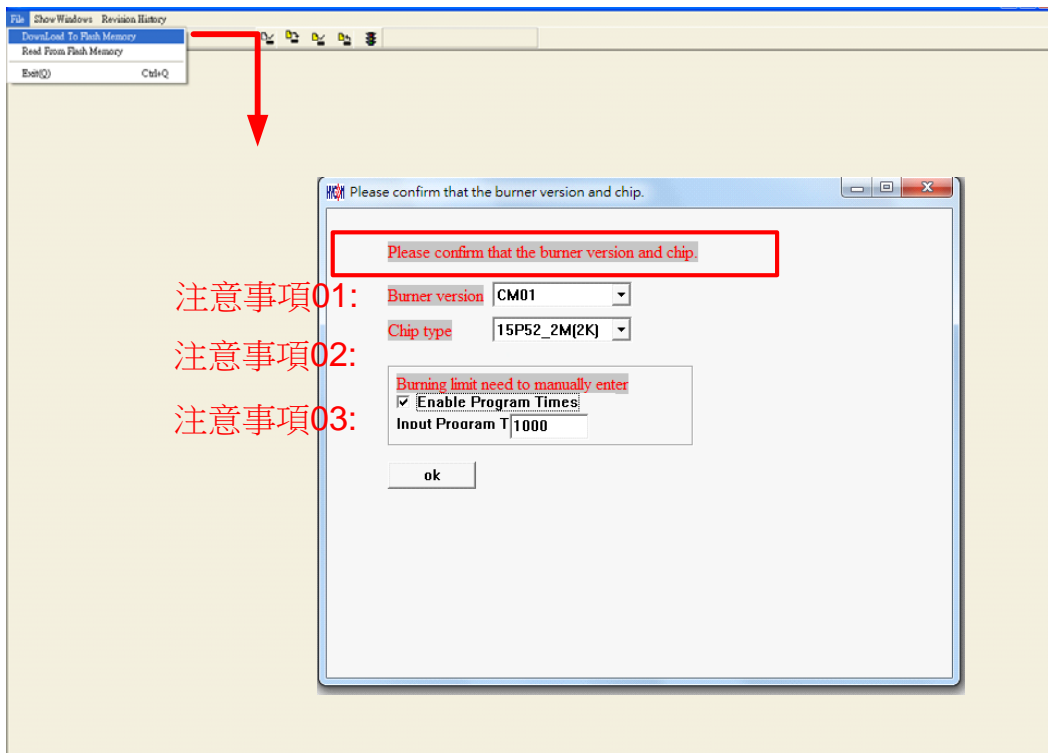 File Show Windows Revision History
DownLoad To Flash Memory
Read From Flash Memory
Exit(Q) Ctrl+Q
Please confirm that the burner version and chip.
Please confirm that the burner version and chip.
注意事項01: Burner version CM01
Chip type 15P52_2M(2K)
注意事項02:
Burning limit need to manually enter
Enable Program Times
注意事項03: Input Program T 1000
ok